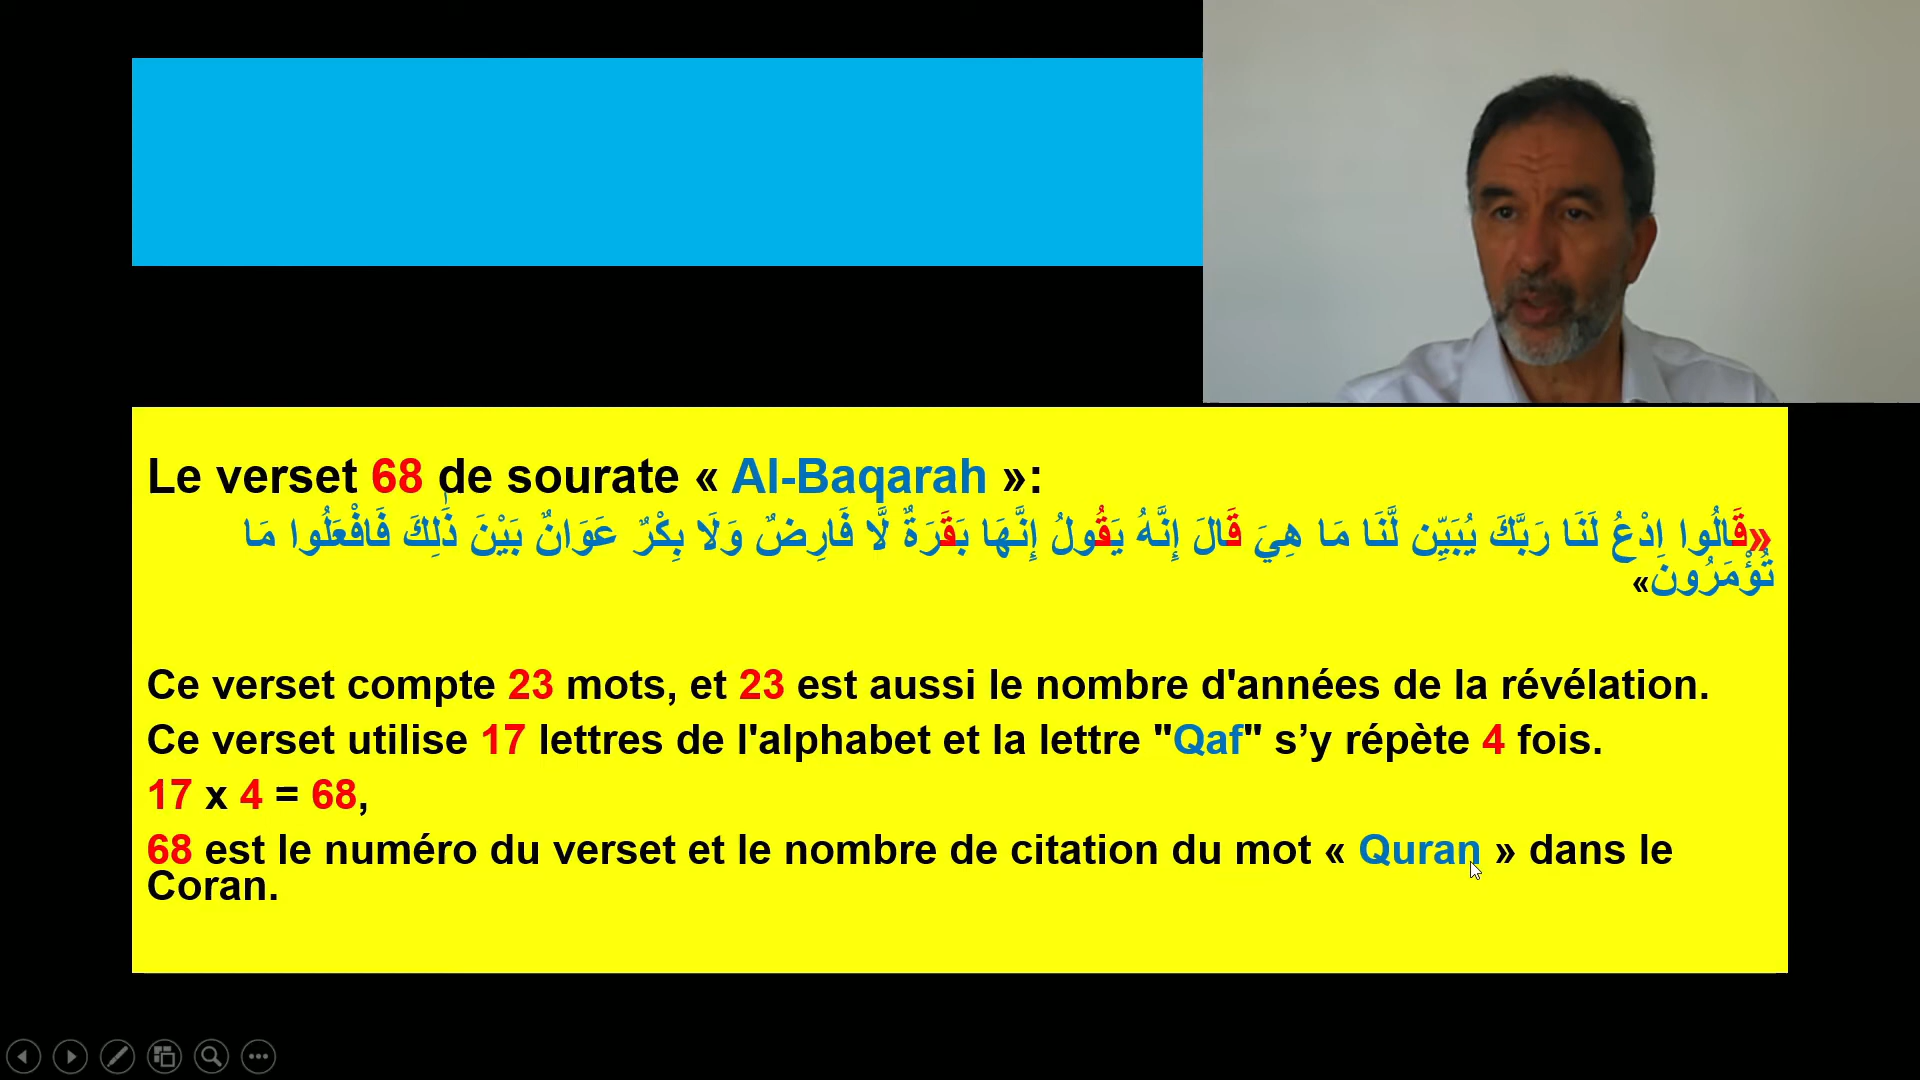 Le verset 68 de sourate « Al-Baqarah »:
«قَالُوا اِدْعُ لَنَا رَبَّكَ يُبَيِّن لَّنَا مَا هِيَ قَالَ إِنَّهُ يَقُولُ إِنَّهَا بَقَرَةٌ لَّا فَارِضٌ وَلَا بِكْرٌ عَوَانٌ بَيْنَ ذَٰلِكَ فَافْعَلُوا مَا
تُؤْمَرُونَ»
Ce verset compte 23 mots, et 23 est aussi le nombre d'années de la révélation.
Ce verset utilise 17 lettres de l'alphabet et la lettre "Qaf" s’y répète 4 fois.
17 x 4 = 68,
68 est le numéro du verset et le nombre de citation du mot « Quran » dans le
Coran.